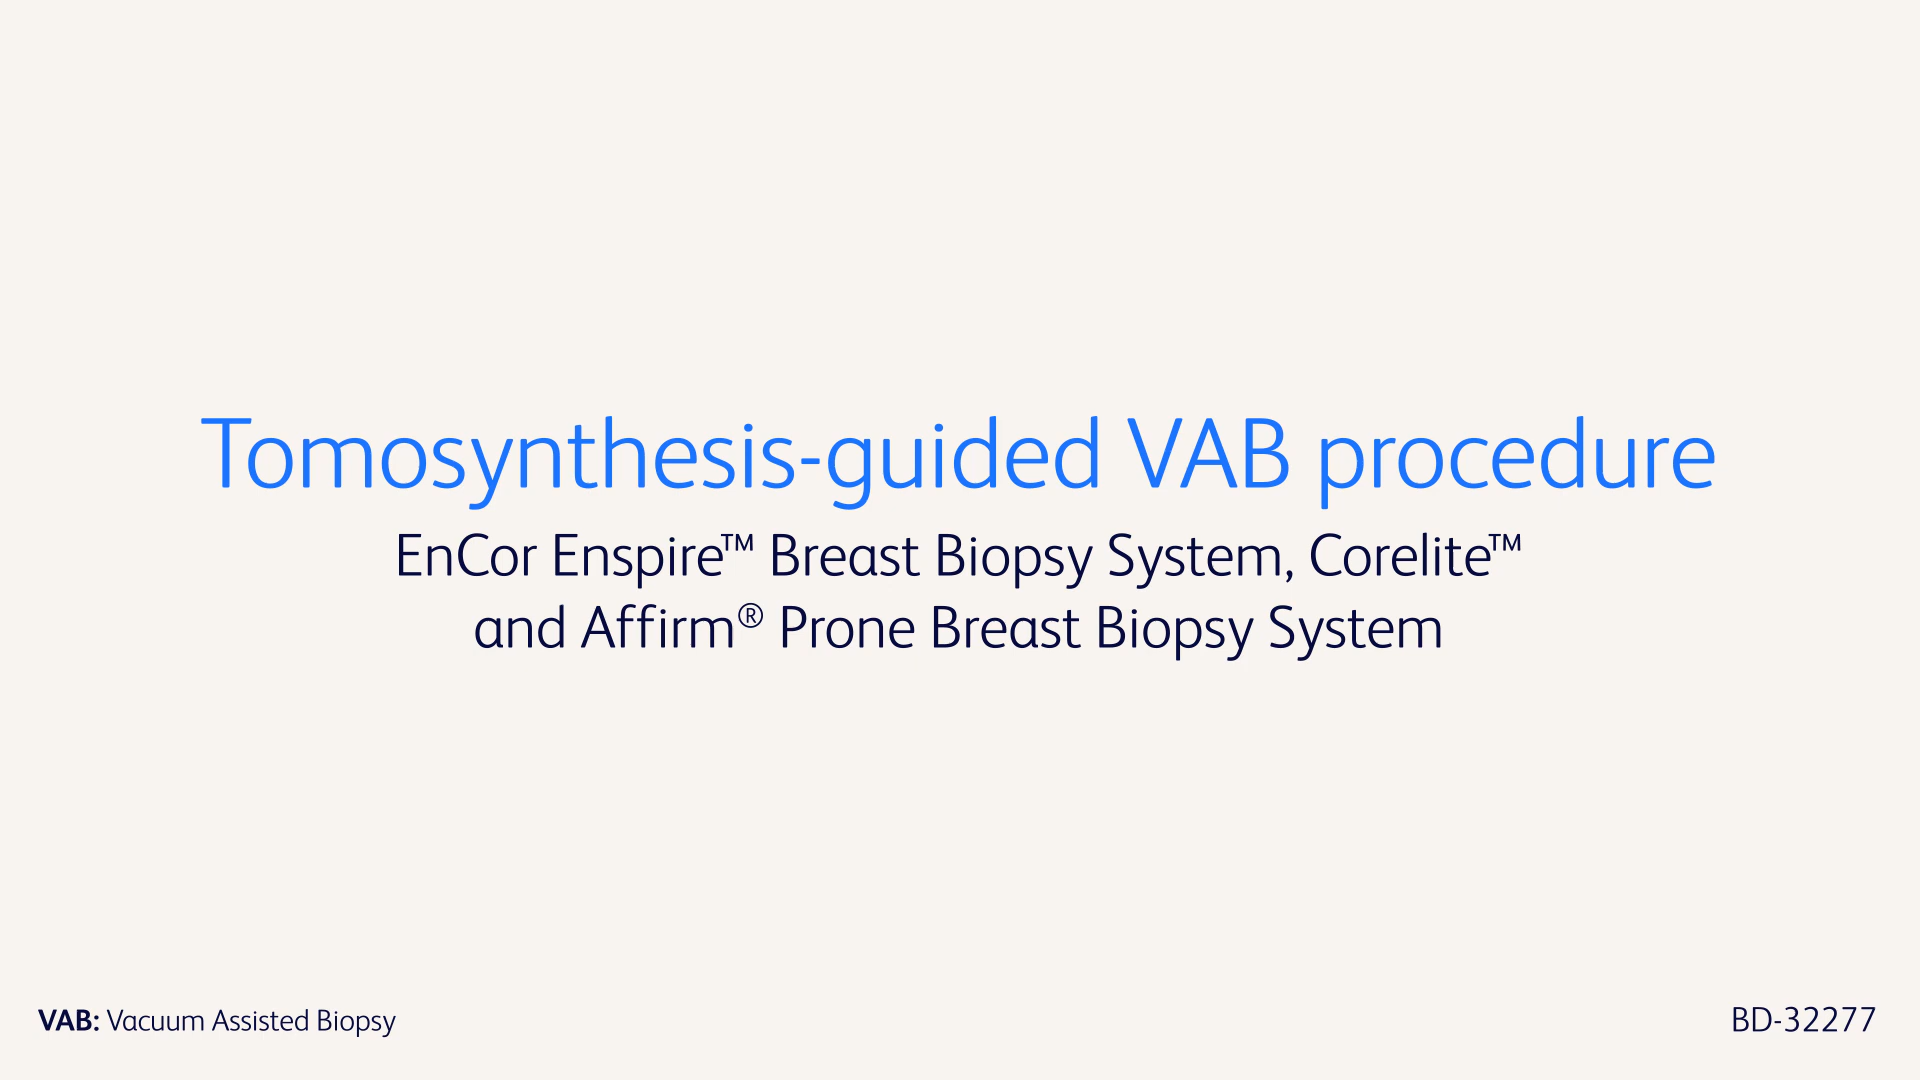 Tomosynthesis-guided VAB procedure
EnCor Enspire™ Breast Biopsy System, Corelite™
and Affirm® Prone Breast Biopsy System
VAB: Vacuum Assisted Biopsy
BD-32277